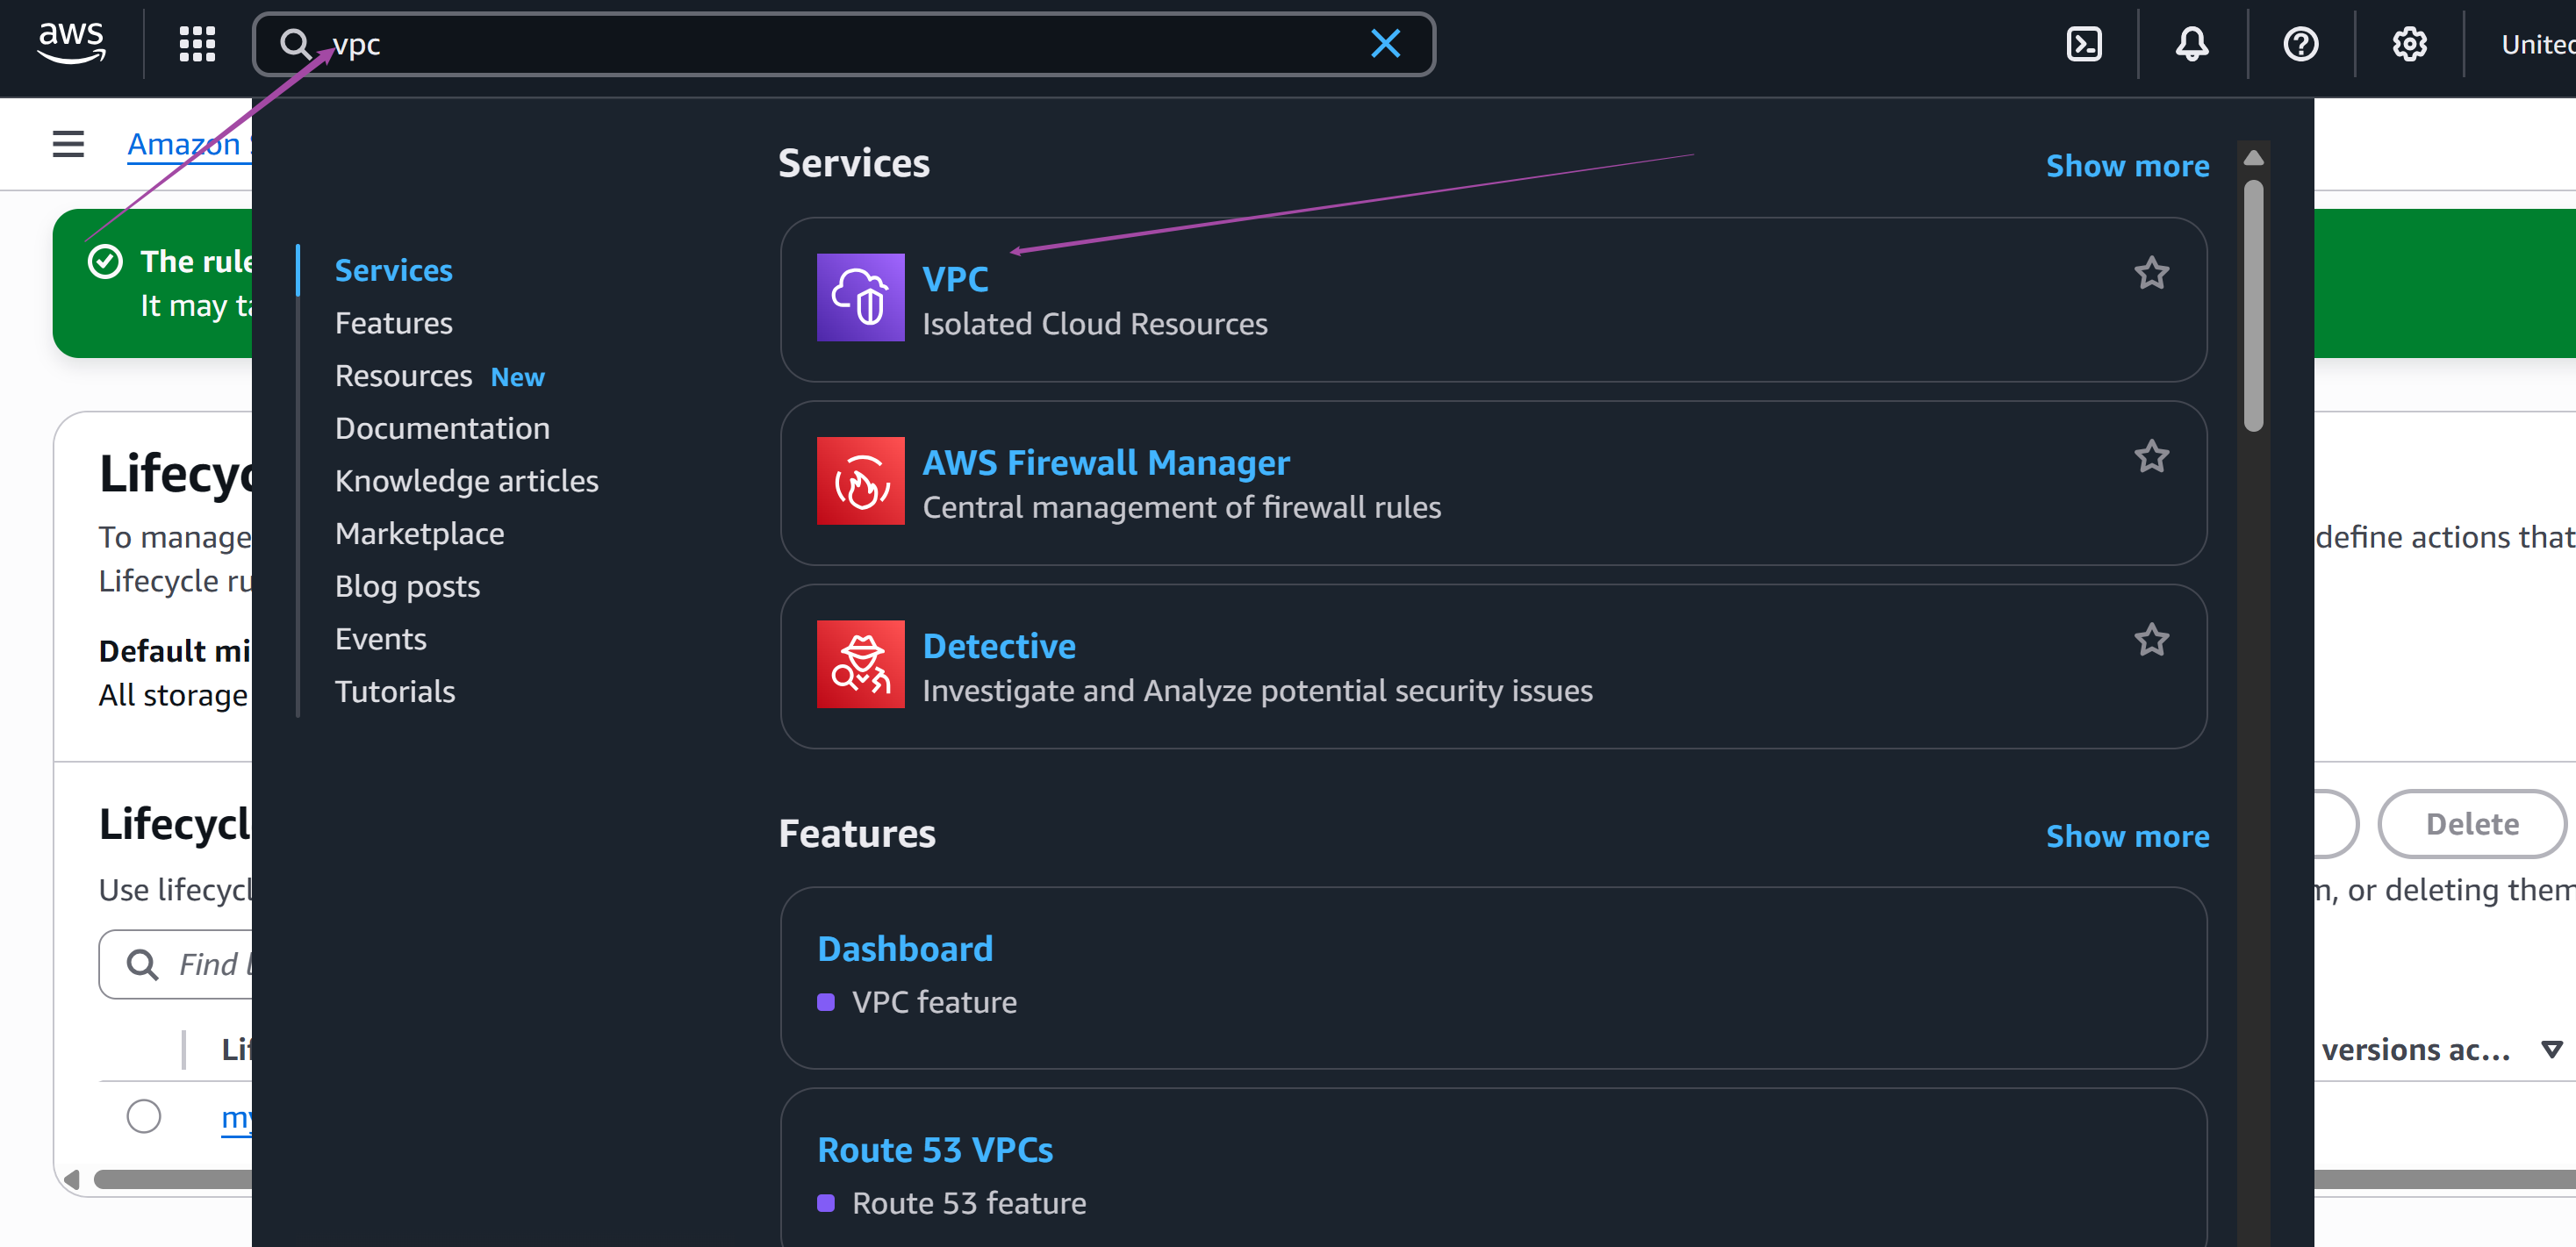 aws
vpc
United
Amazon
The rule
It may ta
Services
Show more
VPC
Isolated Cloud Resources
AWS Firewall Manager
Central management of firewall rules
Detective
Investigate and Analyze potential security issues
Services
Features
Resources New
Documentation
Knowledge articles
Marketplace
Blog posts
Events
Tutorials
Features
Show more
Dashboard
VPC feature
Route 53 VPCs
Route 53 feature
Lifecyc
To manage
define actions that
Lifecycle ru
Default mi
All storage
Lifecycl
Delete
Use lifecycl
m, or deleting them
Find l
Lif
versions ac...
my